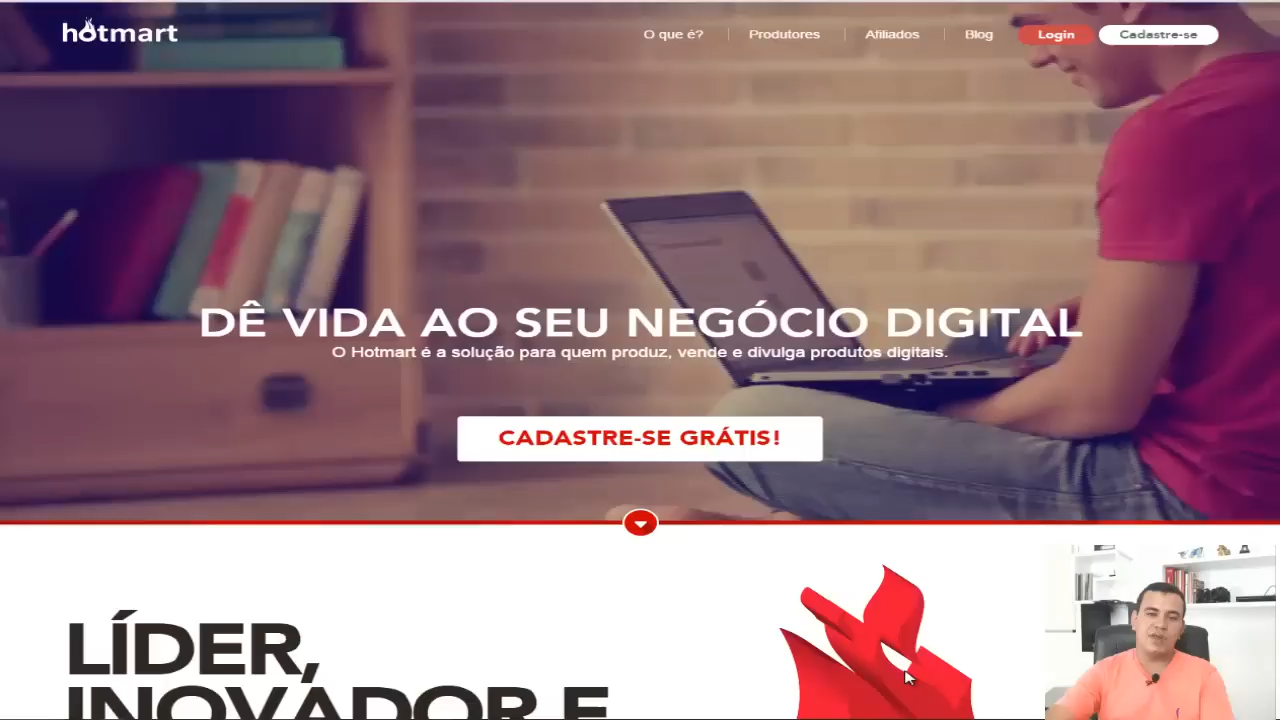 hotmart
O que é?
Produtores
Afiliados
Blog
Login
Cadastre-se
DÊ VIDA AO SEU NEGÓCIO DIGITAL
O Hotmart é a solução para quem produz, vende e divulga produtos digitais.
CADASTRE-SE GRÁTIS!
LÍDER,
INOVADOR E